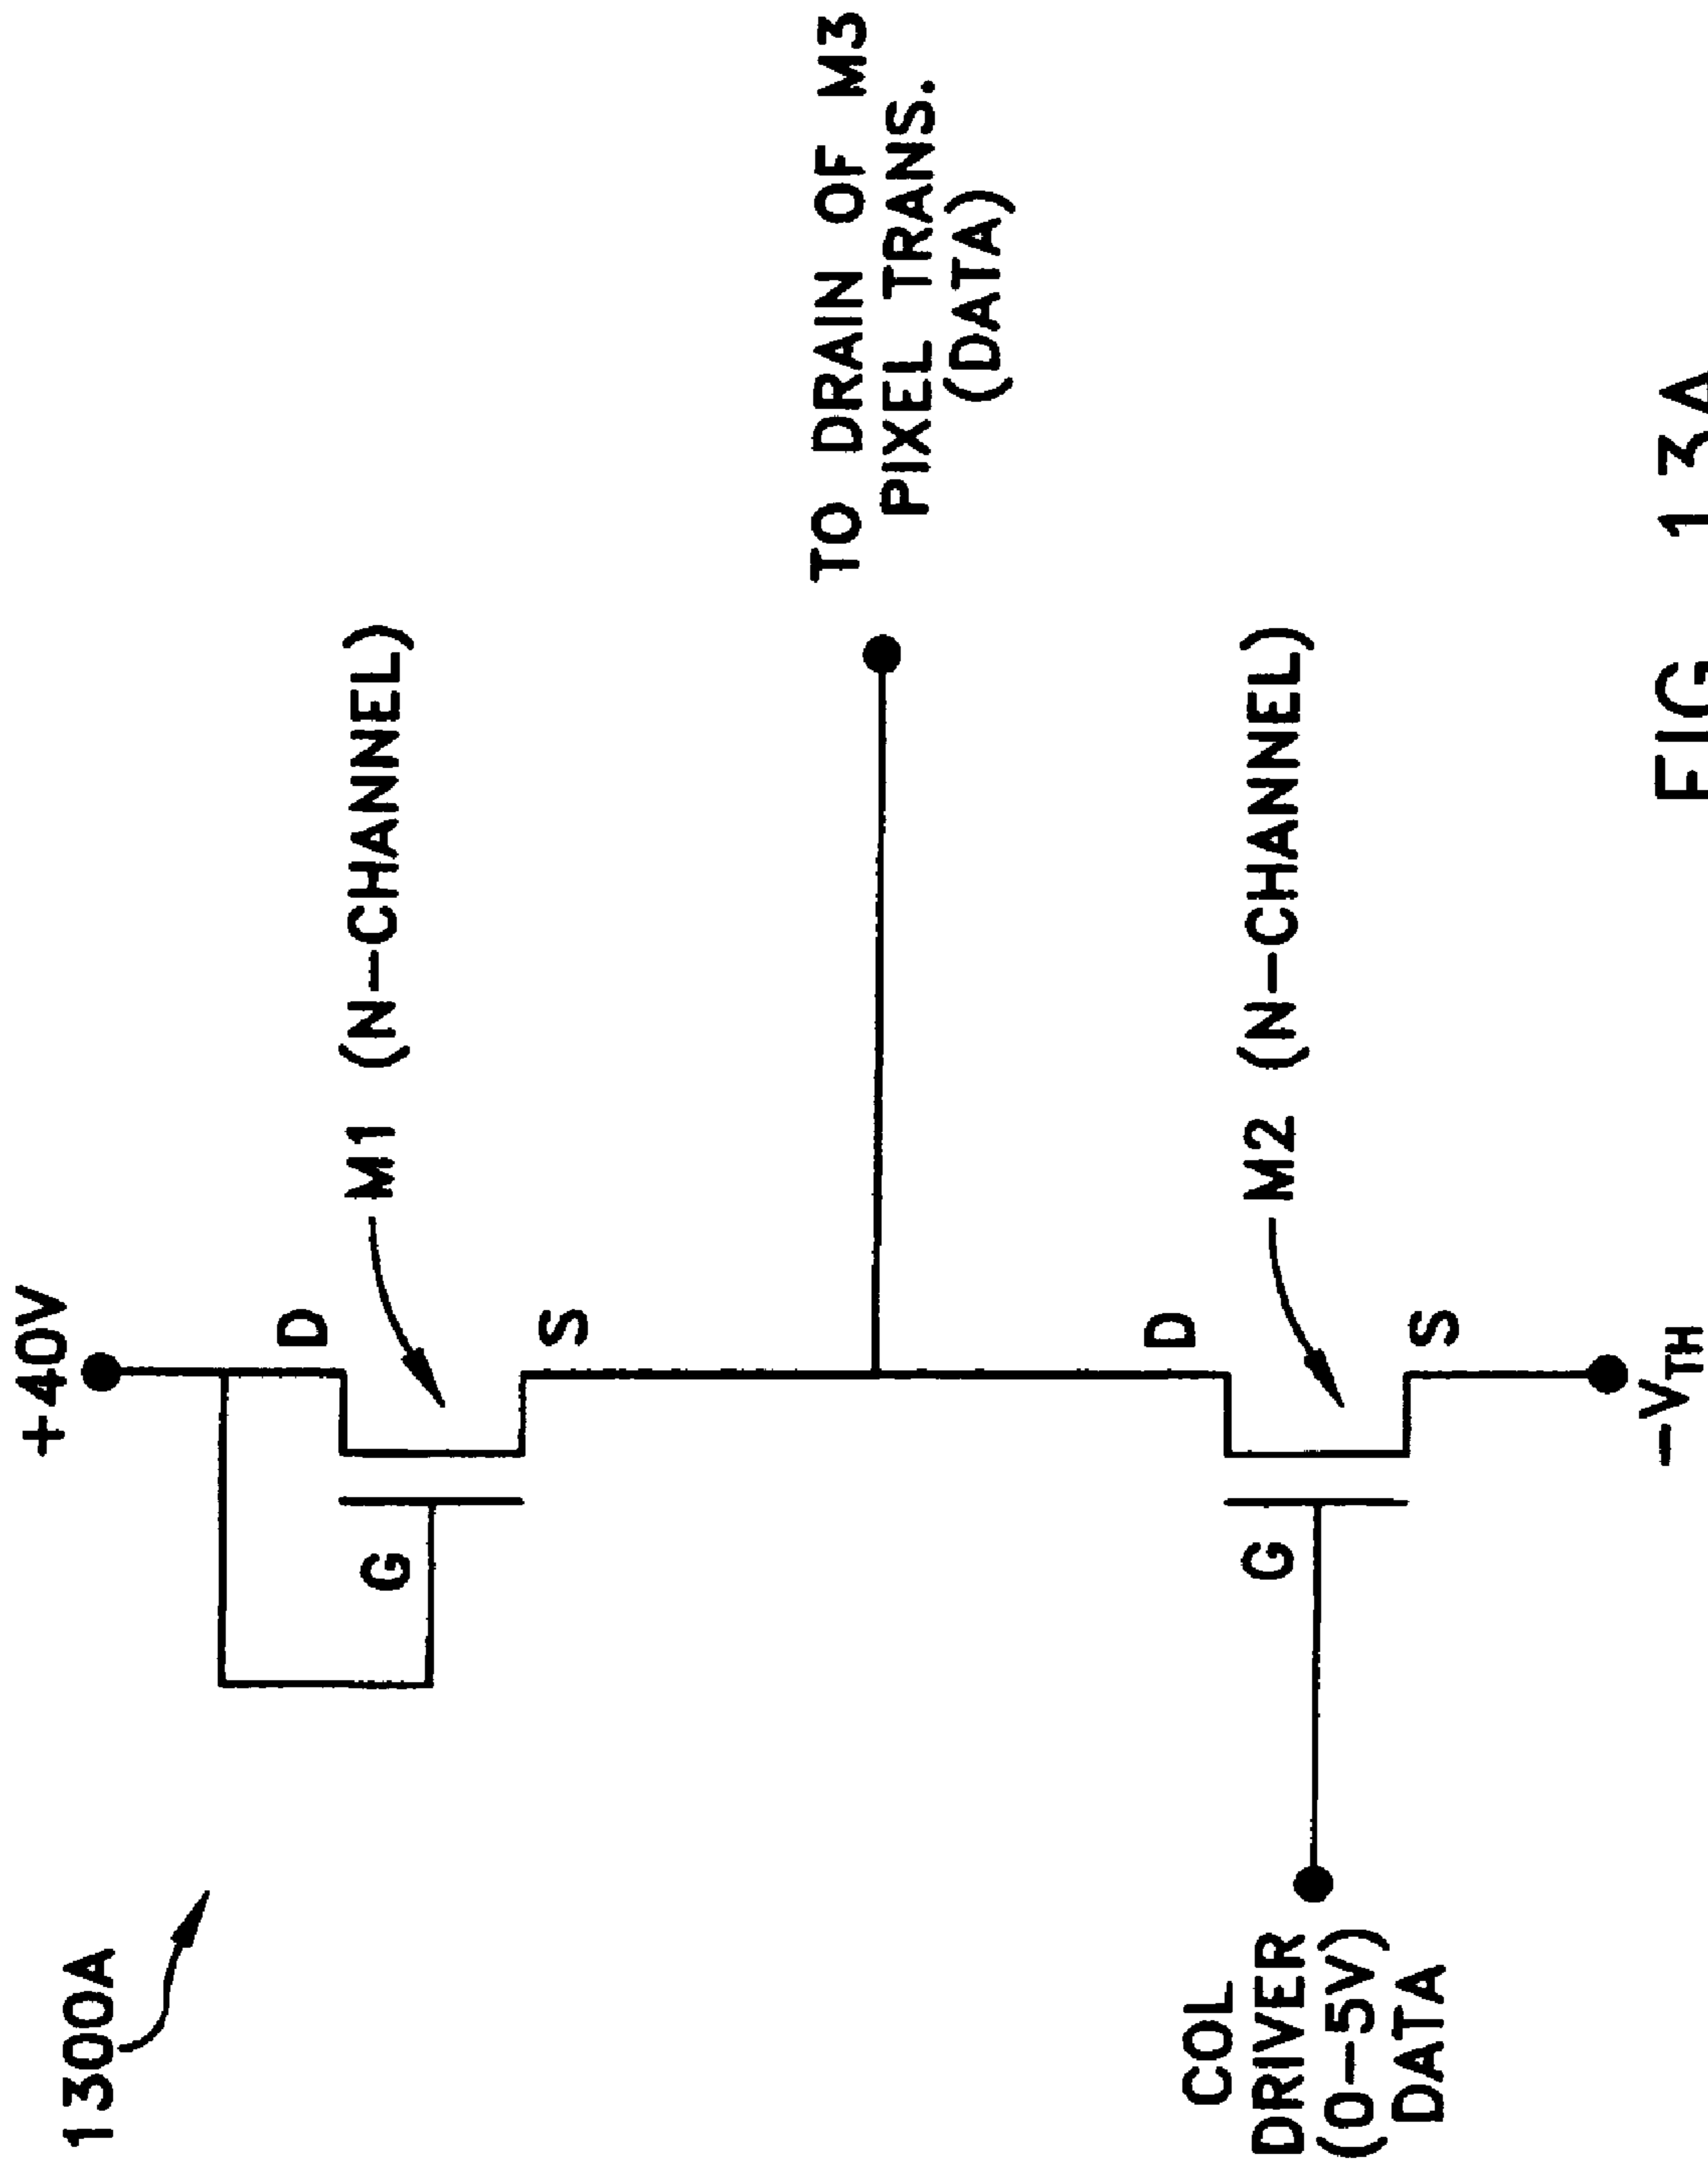 1300A
+40V
D
G
S
M1 (N-CHANNEL)
TO DRAIN OF M3
PIXEL TRANS.
(DATA)
COL
DRIVER
(0-5V)
DATA
D
G
S
M2 (N-CHANNEL)
-VTH
FIG 13A